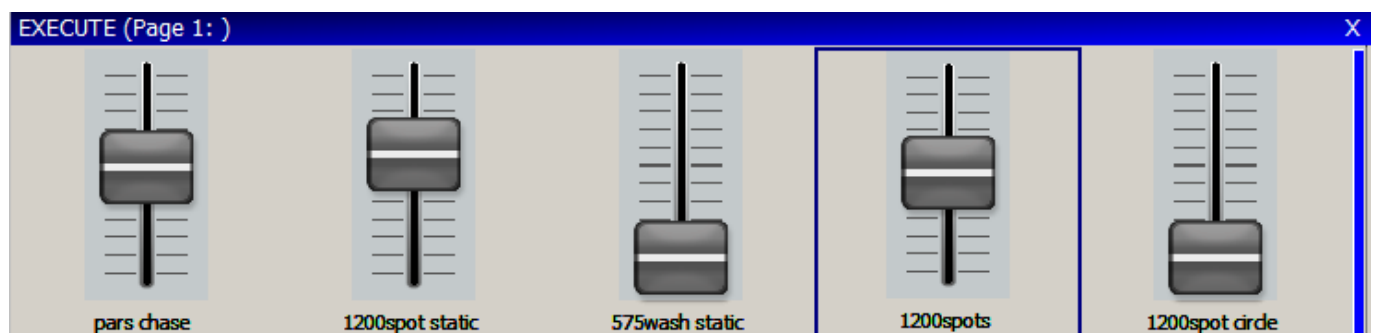 EXECUTE (Page 1: ) X
pars chase 1200spot static 575wash static 1200spots 1200spot circle